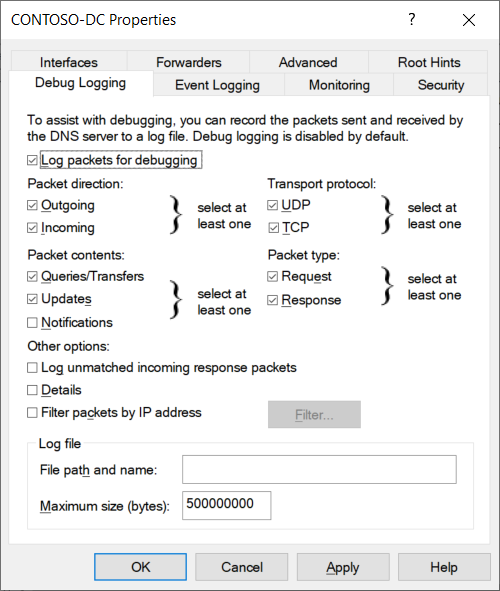 CONTOSO-DC Properties
Interfaces Forwarders Advanced Root Hints
Debug Logging Event Logging Monitoring Security
To assist with debugging, you can record the packets sent and received by
the DNS server to a log file. Debug logging is disabled by default.
Log packets for debugging
Packet direction:
Outgoing
Incoming
select at
least one
Transport protocol:
UDP
TCP
select at
least one
Packet contents:
Queries/Transfers
Updates
Notifications
select at
least one
Packet type:
Request
Response
select at
least one
Other options:
Log unmatched incoming response packets
Details
Filter packets by IP address
Filter...
Log file
File path and name:
Maximum size (bytes): 500000000
OK Cancel Apply Help